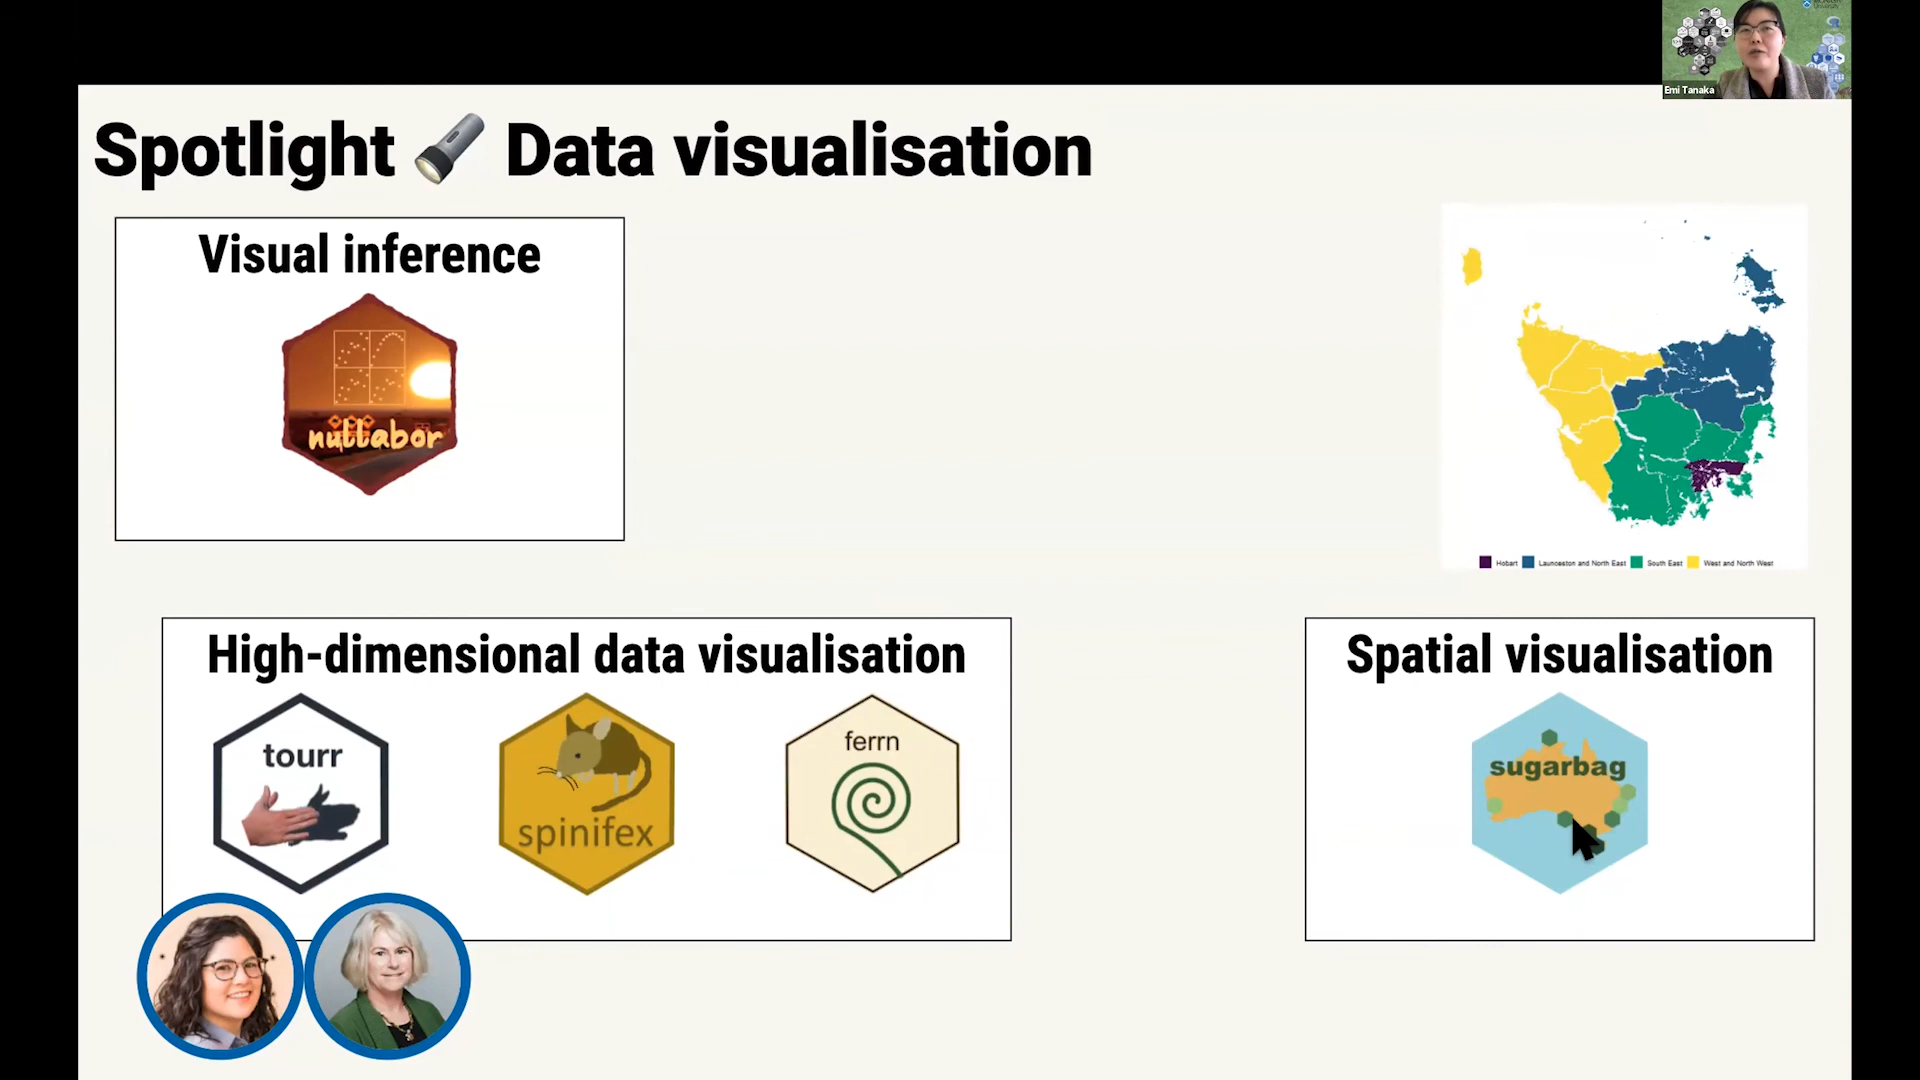 Emi Tanaka
Spotlight Data visualisation
Visual inference
nullabor
Hobart Launceston and North East South East West and North West
High-dimensional data visualisation
tourr
spinifex
ferrn
Spatial visualisation
sugarbag